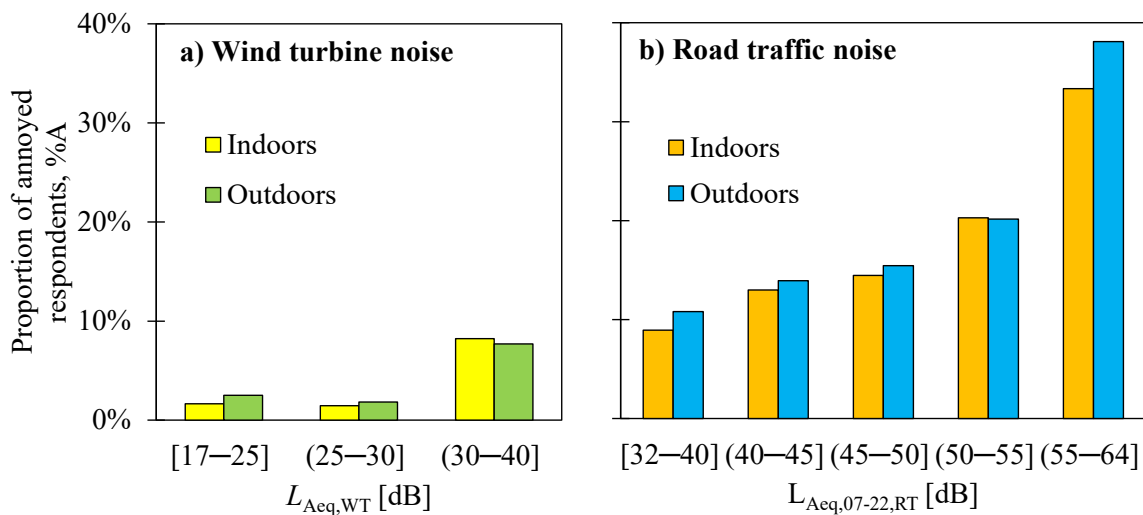 Proportion of annoyed
respondents, %A
40%
30%
20%
10%
0%
a) Wind turbine noise
Indoors
Outdoors
[17–25]
(25–30]
(30–40]
L Aeq,WT [dB]
b) Road traffic noise
Indoors
Outdoors
[32–40]
(40–45]
(45–50]
(50–55]
(55–64]
L Aeq,07-22,RT [dB]